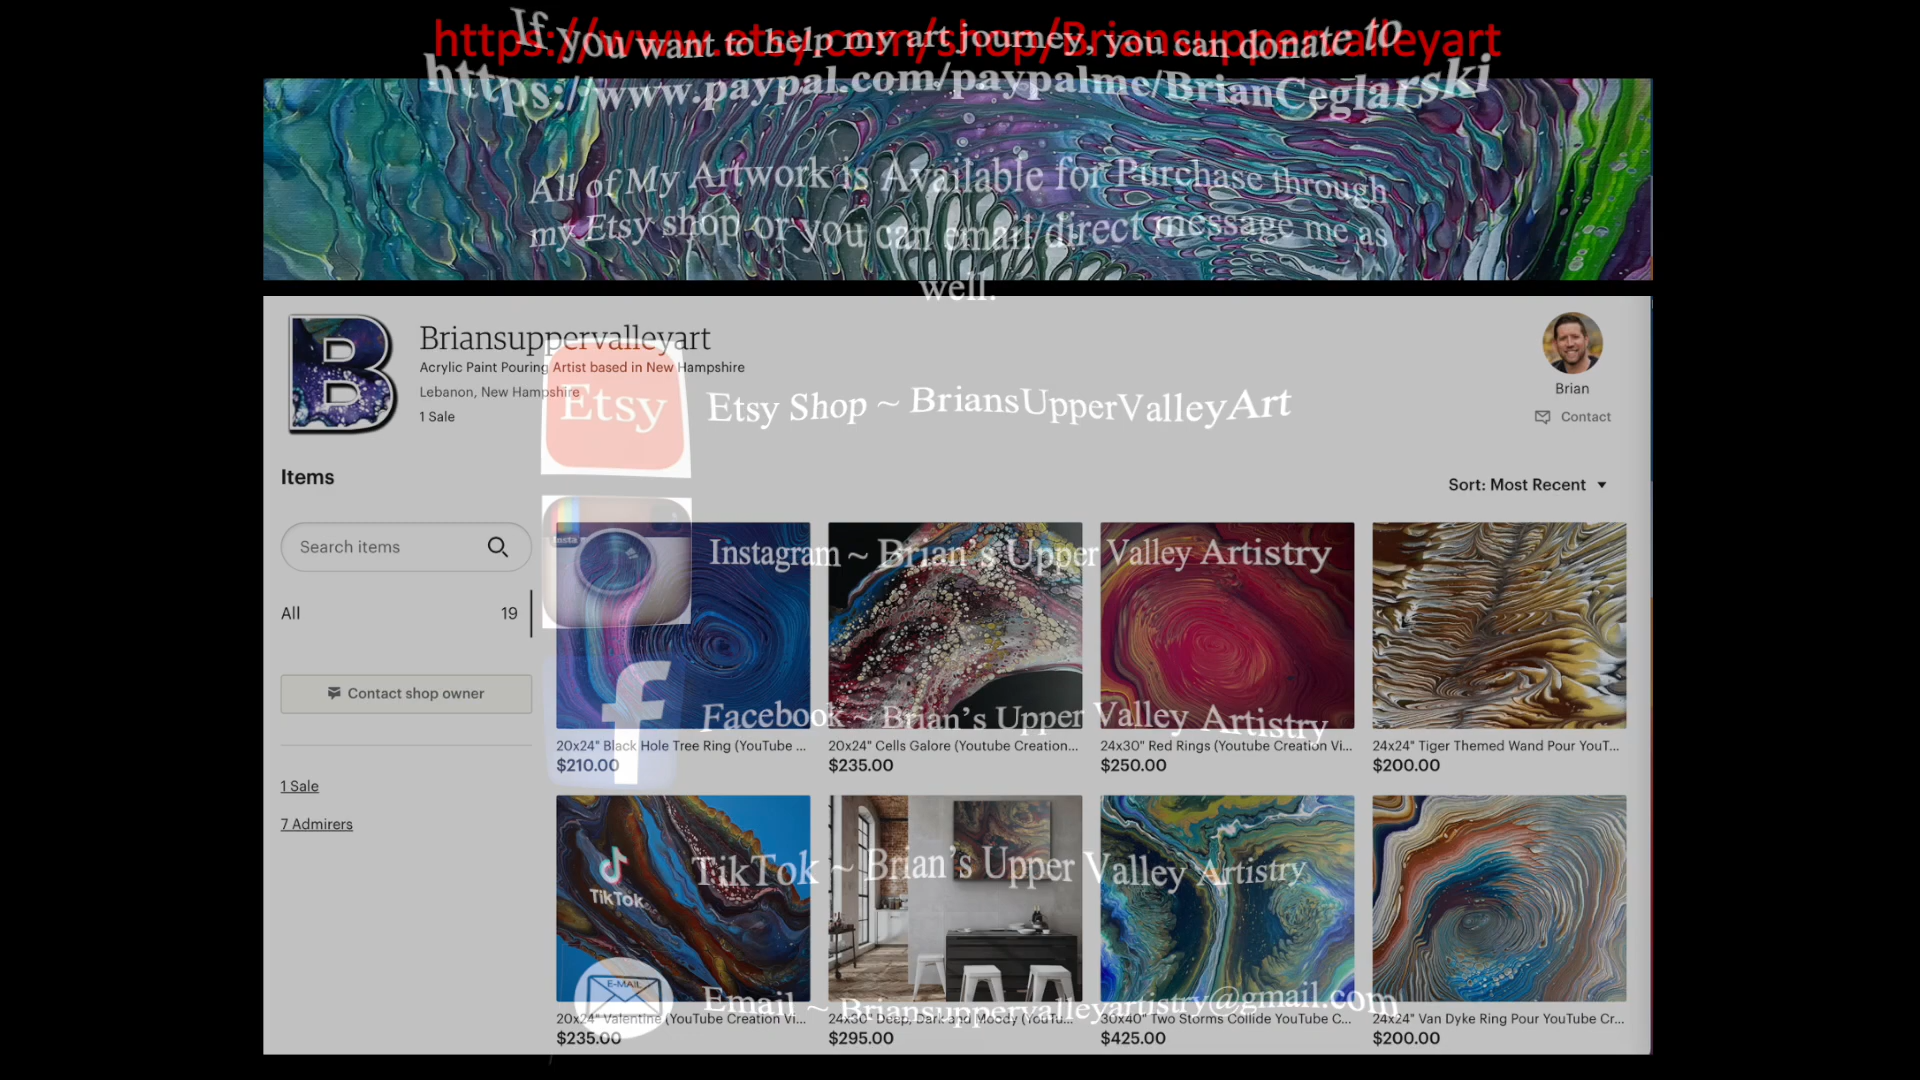 If you want to help my art journey, you can donate to
https://www.etsy.com/shop/Briansuppervalleyart
https://www.paypal.com/paypalme/BrianCeglarski
All of My Artwork is Available for Purchase through
my Etsy shop or you can email/direct message me as
well.
B
Briansuppervalleyart
Acrylic Paint Pouring Artist based in New Hampshire
Lebanon, New Hampshire
1 Sale
Brian
Contact
Etsy
Etsy Shop ~ BriansUpperValleyArt
Items
Sort: Most Recent
Search items
All 19
Contact shop owner
1 Sale
7 Admirers
Insta
Instagram ~ Brian's Upper Valley Artistry
f
Facebook ~ Brian's Upper Valley Artistry
20x24" Black Hole Tree Ring (YouTube ...
$210.00
20x24" Cells Galore (Youtube Creation...
$235.00
24x30" Red Rings (Youtube Creation Vi...
$250.00
24x24" Tiger Themed Wand Pour YouT...
$200.00
TikTok
TikTok ~ Brian's Upper Valley Artistry
E-MAIL
Email ~ Briansuppervalleyartistry@gmail.com
20x24" Valentine (YouTube Creation Vi...
$235.00
24x30" Deep, Dark and Moody (YouTu...
$295.00
30x40" Two Storms Collide YouTube C...
$425.00
24x24" Van Dyke Ring Pour YouTube Cr...
$200.00